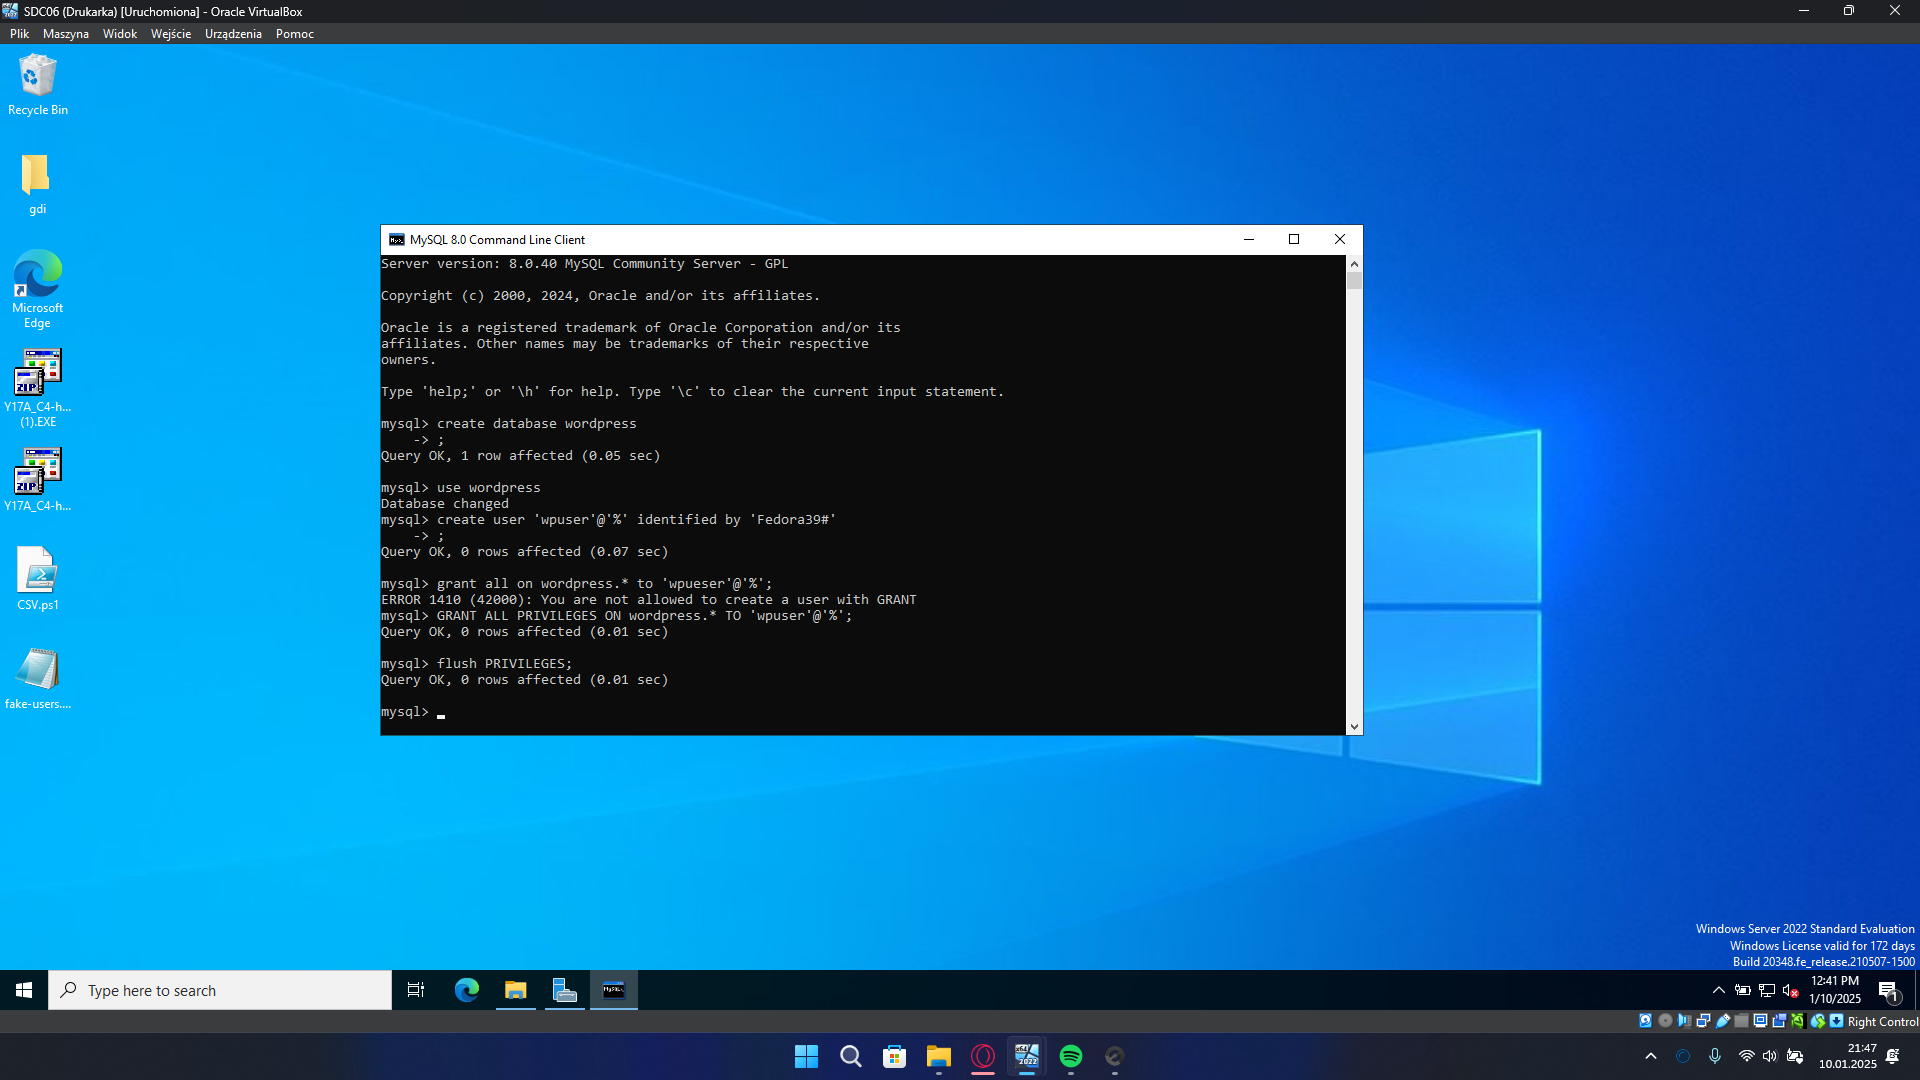 SDC06 (Drukarka) [Uruchomiona] - Oracle VirtualBox
Plik Maszyna Widok Wejście Urządzenia Pomoc
Recycle Bin
gdi
Microsoft
Edge
Y17A_C4-h...
(1).EXE
Y17A_C4-h...
CSV.ps1
fake-users....
MySQL 8.0 Command Line Client
Server version: 8.0.40 MySQL Community Server - GPL
Copyright (c) 2000, 2024, Oracle and/or its affiliates.
Oracle is a registered trademark of Oracle Corporation and/or its
affiliates. Other names may be trademarks of their respective
owners.
Type 'help;' or '\h' for help. Type '\c' to clear the current input statement.
mysql> create database wordpress
-> ;
Query OK, 1 row affected (0.05 sec)
mysql> use wordpress
Database changed
mysql> create user 'wpuser'@'%' identified by 'Fedora39#'
-> ;
Query OK, 0 rows affected (0.07 sec)
mysql> grant all on wordpress.* to 'wpueser'@'%';
ERROR 1410 (42000): You are not allowed to create a user with GRANT
mysql> GRANT ALL PRIVILEGES ON wordpress.* TO 'wpuser'@'%';
Query OK, 0 rows affected (0.01 sec)
mysql> flush PRIVILEGES;
Query OK, 0 rows affected (0.01 sec)
mysql>
Windows Server 2022 Standard Evaluation
Windows License valid for 172 days
Build 20348.fe_release.210507-1500
Type here to search
12:41 PM
1/10/2025
1
Right Control
21:47
10.01.2025